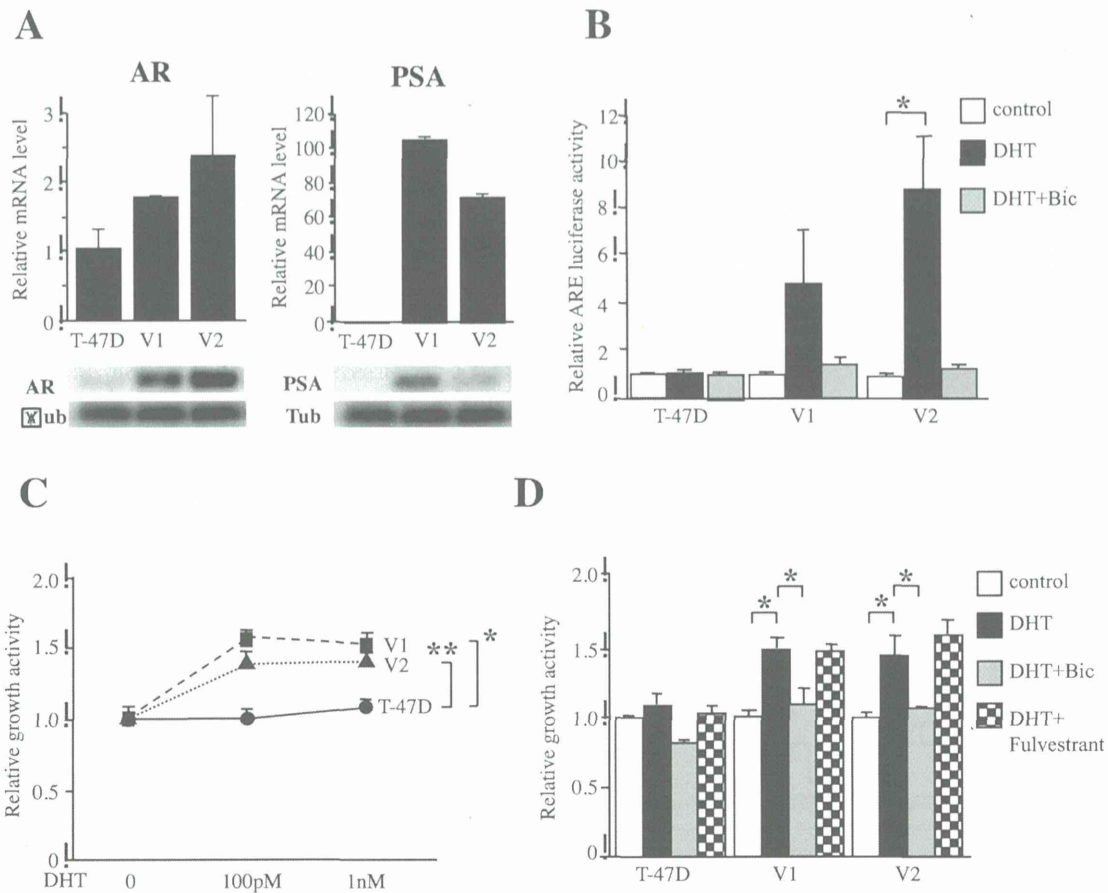 A
B
AR
PSA
Relative mRNA level
3
2
1
0
T-47D V1 V2
Relative mRNA level
120
100
80
60
40
20
0
T-47D V1 V2
AR
ub
PSA
Tub
Relative ARE luciferase activity
12
10
8
6
4
2
0
*
T-47D V1 V2
control
DHT
DHT+Bic
C
D
Relative growth activity
2.0
1.5
1.0
0.5
0
V1
V2
T-47D
**
*
DHT 0 100pM 1nM
Relative growth activity
2.0
1.5
1.0
0.5
0
* *
* *
T-47D V1 V2
control
DHT
DHT+Bic
DHT+
Fulvestrant